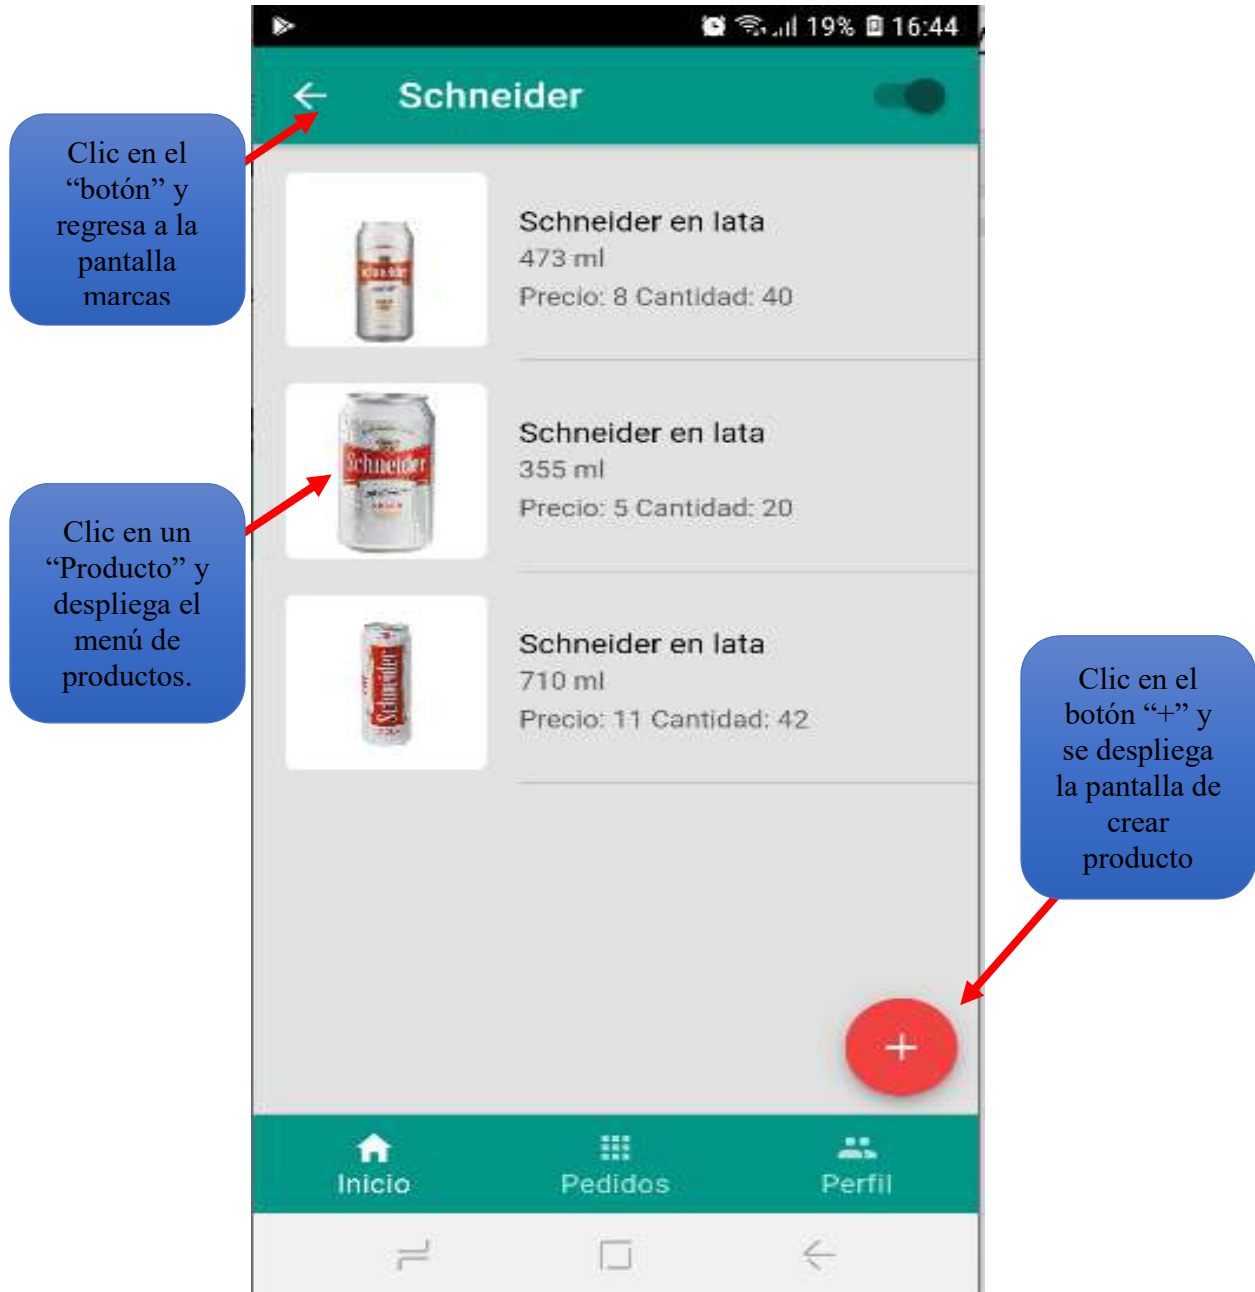 19% 16:44
Schneider
Clic en el
“botón” y
regresa a la
pantalla
marcas
Schneider en lata
473 ml
Precio: 8 Cantidad: 40
Schneider
Schneider en lata
355 ml
Precio: 5 Cantidad: 20
Clic en un
“Producto” y
despliega el
menú de
productos.
Schneider
Schneider en lata
710 ml
Precio: 11 Cantidad: 42
Clic en el
botón “+” y
se despliega
la pantalla de
crear
producto
+
Inicio Pedidos Perfil